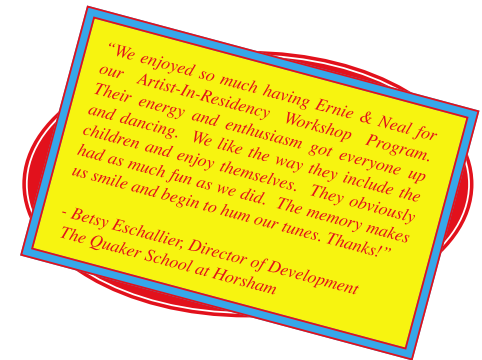 “We enjoyed so much having Ernie & Neal for
our Artist-In-Residency Workshop Program.
Their energy and enthusiasm got everyone up
and dancing. We like the way they include the
children and enjoy themselves. They obviously
had as much fun as we did. The memory makes
us smile and begin to hum our tunes. Thanks!”
- Betsy Eschallier, Director of Development
The Quaker School at Horsham